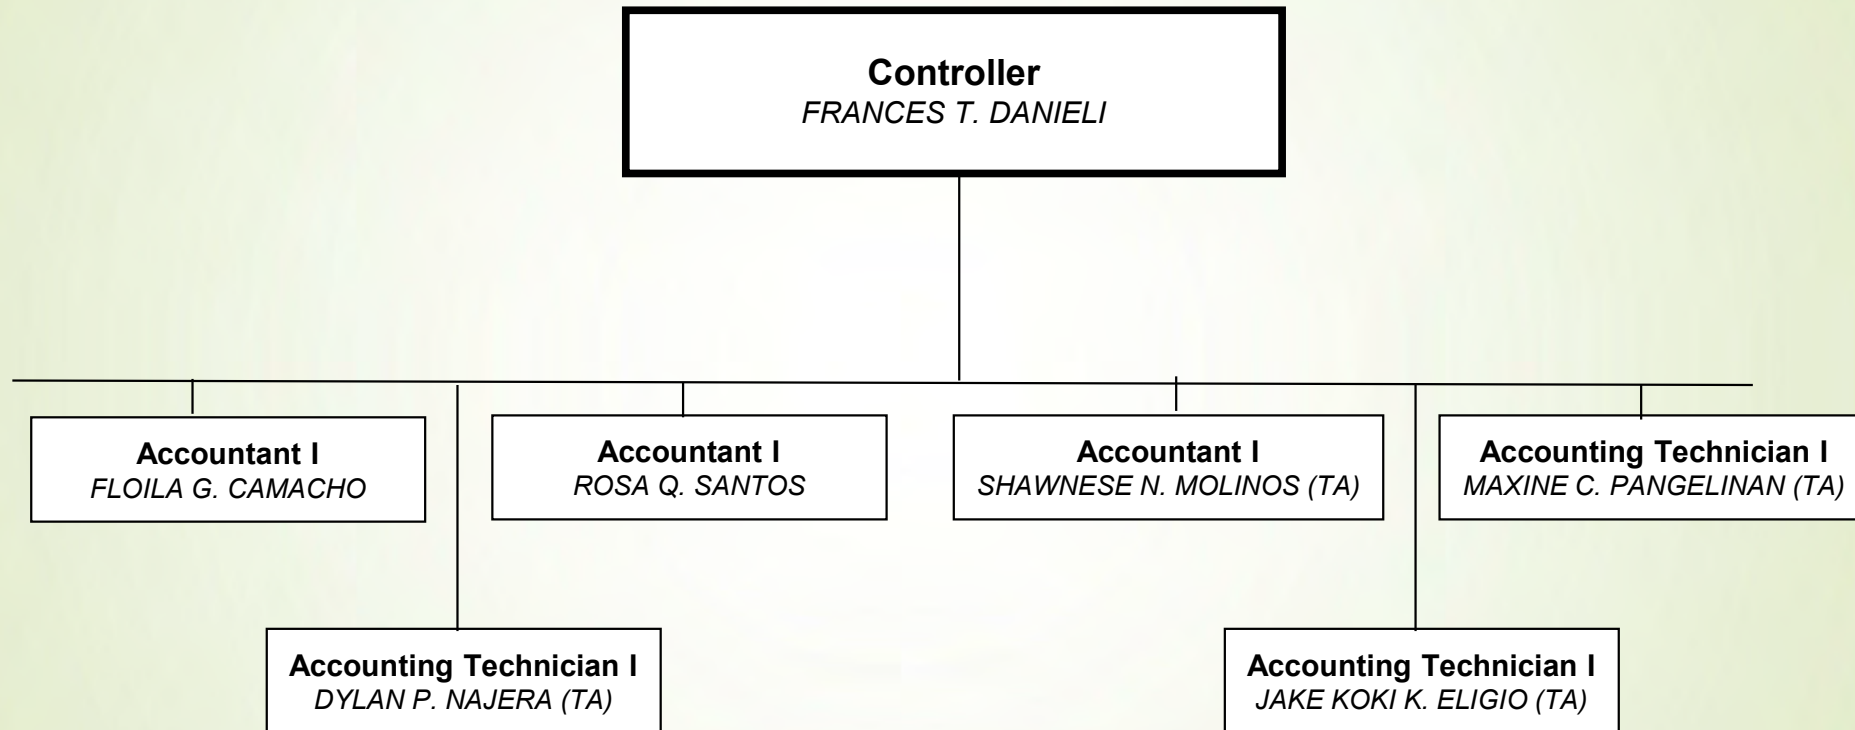 Controller
FRANCES T. DANIELI
Accountant I
FLOILA G. CAMACHO
Accountant I
ROSA Q. SANTOS
Accountant I
SHAWNESE N. MOLINOS (TA)
Accounting Technician I
MAXINE C. PANGELINAN (TA)
Accounting Technician I
DYLAN P. NAJERA (TA)
Accounting Technician I
JAKE KOKI K. ELIGIO (TA)